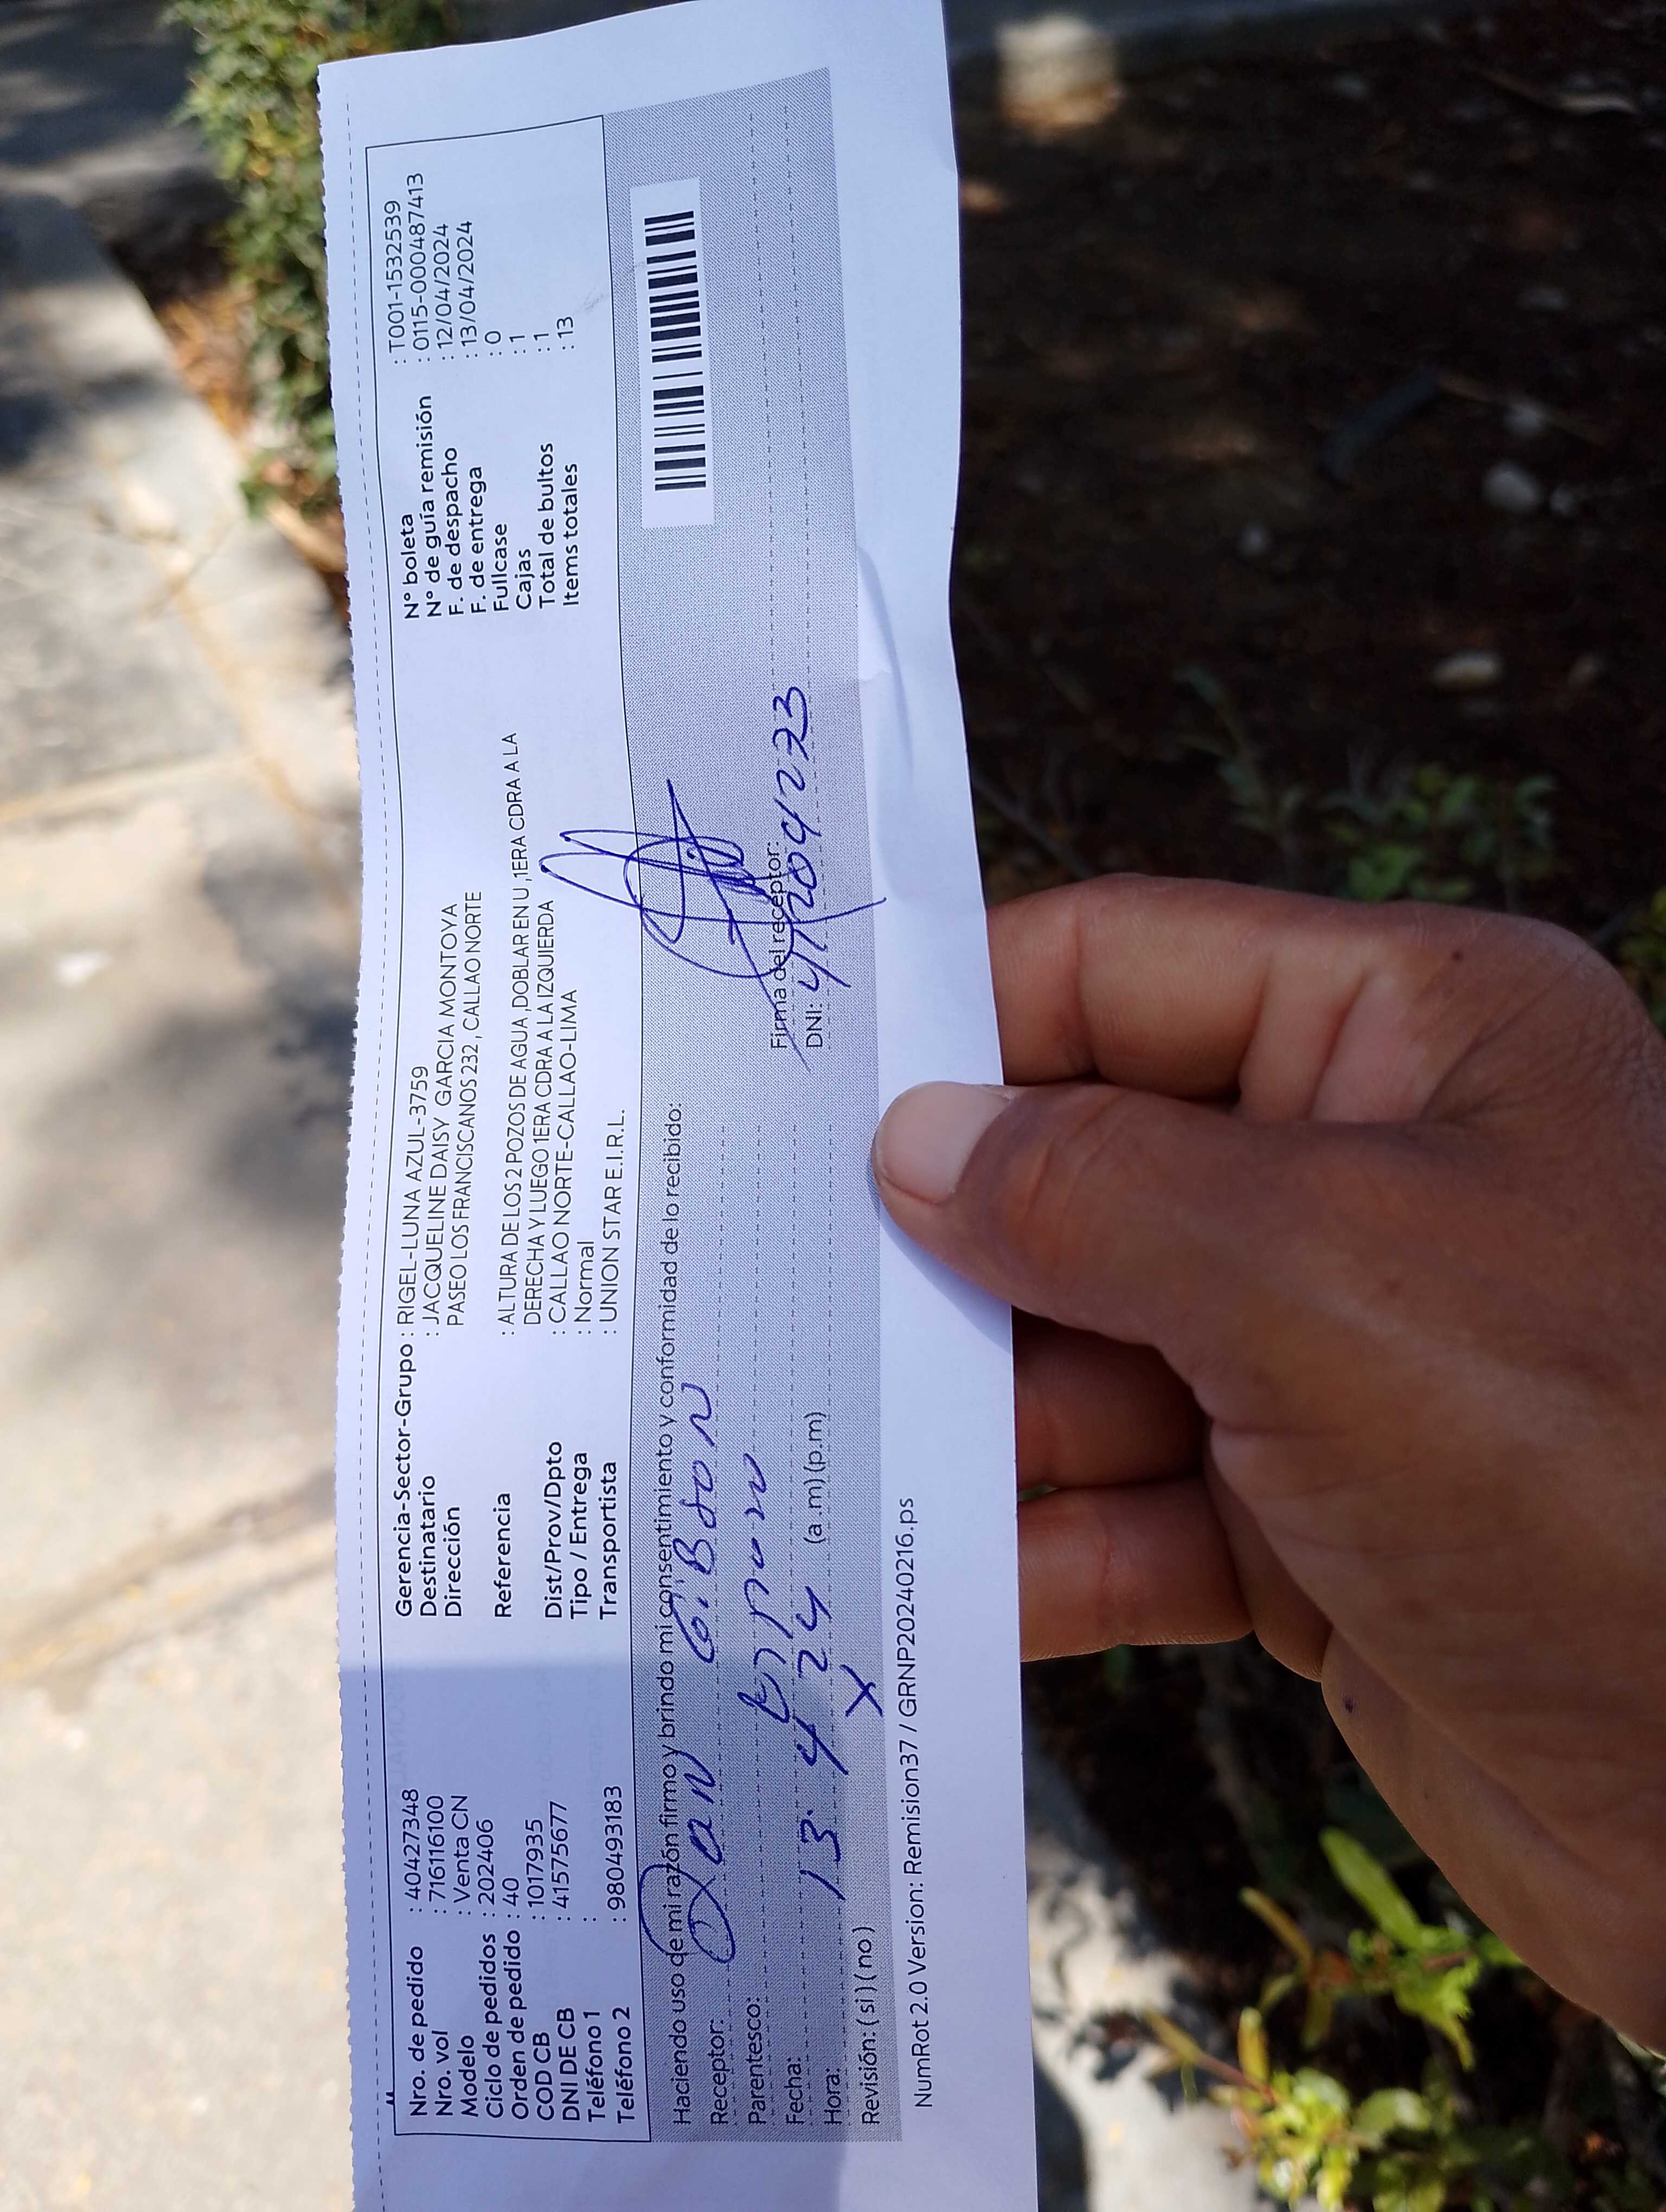 Nro. de pedido : 40427348
Nro. vol : 716116100
Modelo : Venta CN
Ciclo de pedidos : 202406
Orden de pedido : 40
COD CB : 1017935
DNI DE CB : 41575677
Teléfono 1 :
Teléfono 2 : 980493183
Gerencia-Sector-Grupo : RIGEL-LUNA AZUL-3759
Destinatario : JACQUELINE DAISY GARCIA MONTOYA
Dirección PASEO LOS FRANCISCANOS 232 , CALLAO NORTE
Referencia : ALTURA DE LOS 2 POZOS DE AGUA ,DOBLAR EN U ,1ERA CDRA A LA
DERECHA Y LUEGO 1ERA CDRA A LA IZQUIERDA
Dist/Prov/Dpto : CALLAO NORTE-CALLAO-LIMA
Tipo / Entrega : Normal
Transportista : UNION STAR E.I.R.L.
N° boleta : T001-1532539
N° de guía remisión : 0115-0000487413
F. de despacho : 12/04/2024
F. de entrega : 13/04/2024
Fullcase : 0
Cajas : 1
Total de bultos : 1
Items totales : 13
Haciendo uso de mi razón firmo y brindo mi consentimiento y conformidad de lo recibido:
Receptor:
Parentesco:
Fecha: 13 4 24
Hora: (a.m) (p.m)
Revisión: ( si ) ( no ) X
Firma del receptor:
DNI:
NumRot 2.0 Version: Remision37 / GRNP20240216.ps